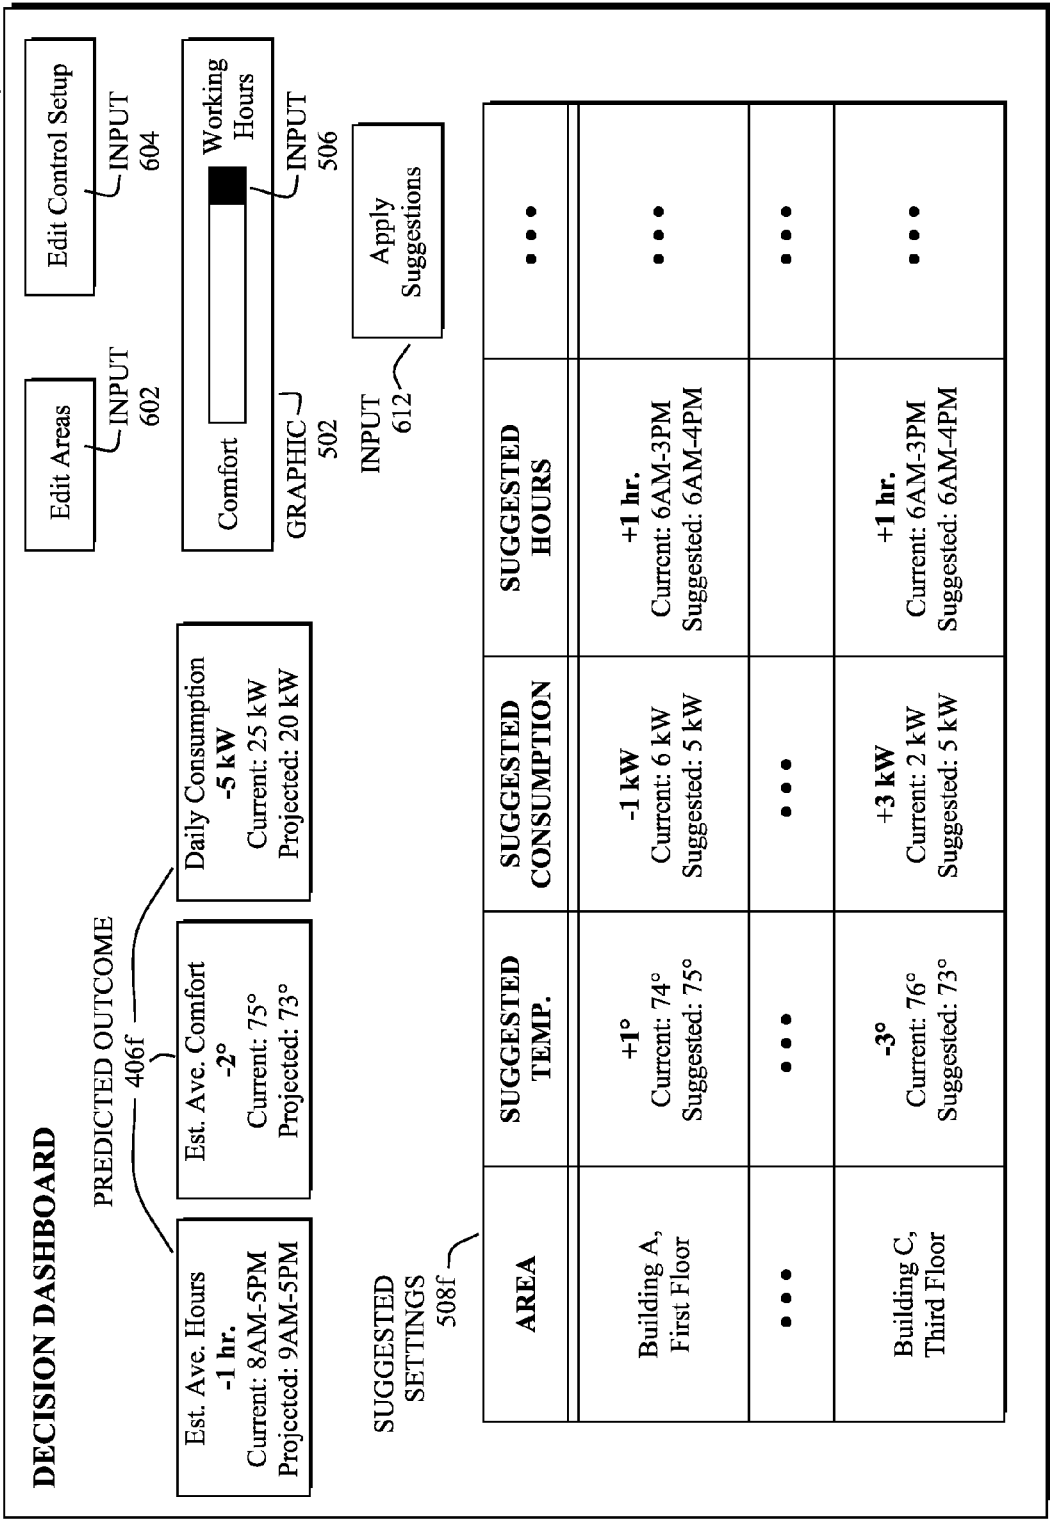 DECISION DASHBOARD
Edit Areas
INPUT
602
Edit Control Setup
INPUT
604
PREDICTED OUTCOME
406f
Est. Ave. Hours
-1 hr.
Current: 8AM-5PM
Projected: 9AM-5PM
Est. Ave. Comfort
-2°
Current: 75°
Projected: 73°
Daily Consumption
-5 kW
Current: 25 kW
Projected: 20 kW
Comfort
Working
Hours
GRAPHIC
502
INPUT
506
SUGGESTED
SETTINGS
508f
INPUT
612
Apply
Suggestions
AREA
SUGGESTED
TEMP.
SUGGESTED
CONSUMPTION
SUGGESTED
HOURS
•••
Building A,
First Floor
+1°
Current: 74°
Suggested: 75°
-1 kW
Current: 6 kW
Suggested: 5 kW
+1 hr.
Current: 6AM-3PM
Suggested: 6AM-4PM
•••
•••
•••
•••
•••
Building C,
Third Floor
-3°
Current: 76°
Suggested: 73°
+3 kW
Current: 2 kW
Suggested: 5 kW
+1 hr.
Current: 6AM-3PM
Suggested: 6AM-4PM
•••